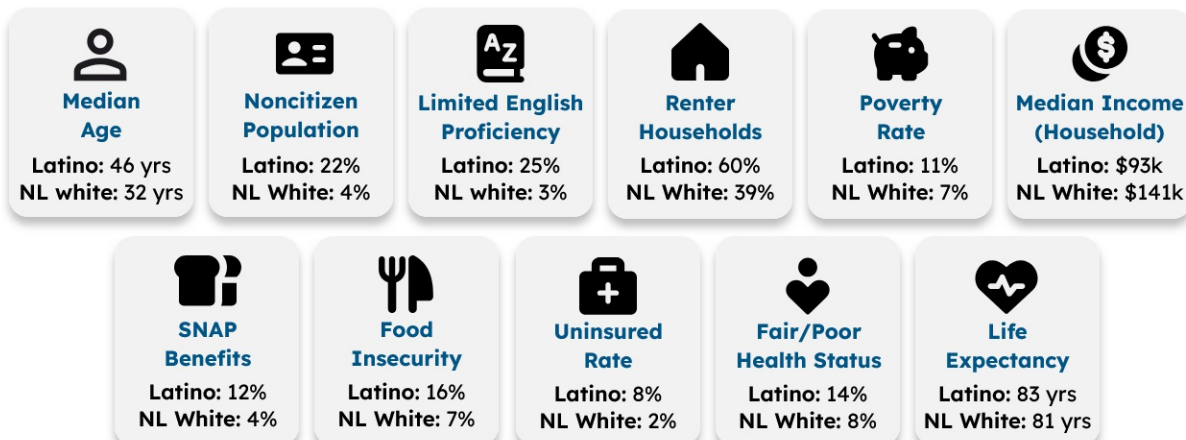 AZ
Median
Age
Latino: 46 yrs
NL white: 32 yrs
Noncitizen
Population
Latino: 22%
NL White: 4%
Limited English
Proficiency
Latino: 25%
NL white: 3%
Renter
Households
Latino: 60%
NL White: 39%
Poverty
Rate
Latino: 11%
NL White: 7%
$
Median Income
(Household)
Latino: $93k
NL White: $141k
SNAP
Benefits
Latino: 12%
NL White: 4%
Food
Insecurity
Latino: 16%
NL White: 7%
Uninsured
Rate
Latino: 8%
NL White: 2%
Fair/Poor
Health Status
Latino: 14%
NL White: 8%
Life
Expectancy
Latino: 83 yrs
NL White: 81 yrs